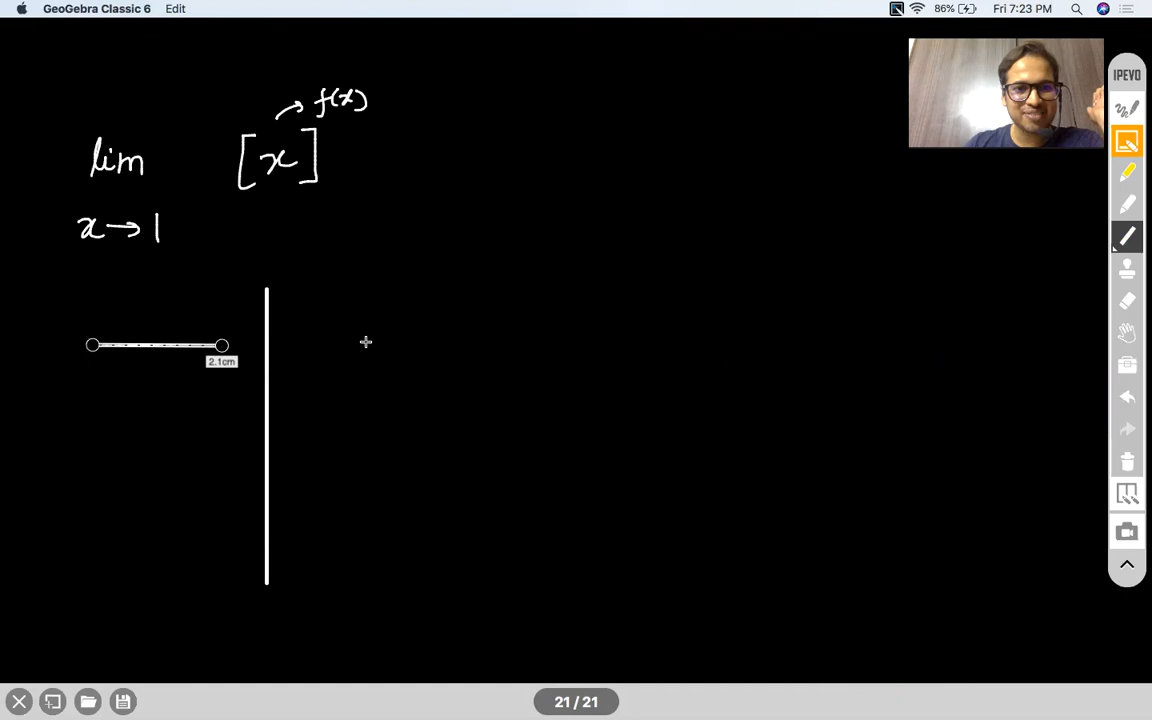 GeoGebra Classic 6 Edit 86% Fri 7:23 PM
IPEVO
f(x)
lim [x]
x → 1
2.1cm
21 / 21